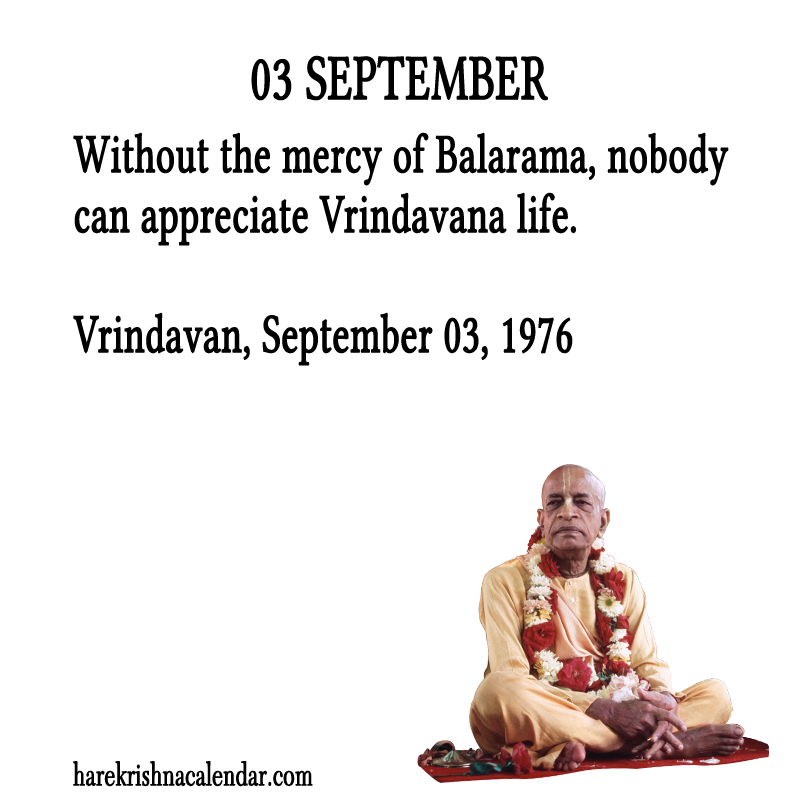 03 SEPTEMBER
Without the mercy of Balarama, nobody
can appreciate Vrindavana life.
Vrindavan, September 03, 1976
harekrishnacalendar.com